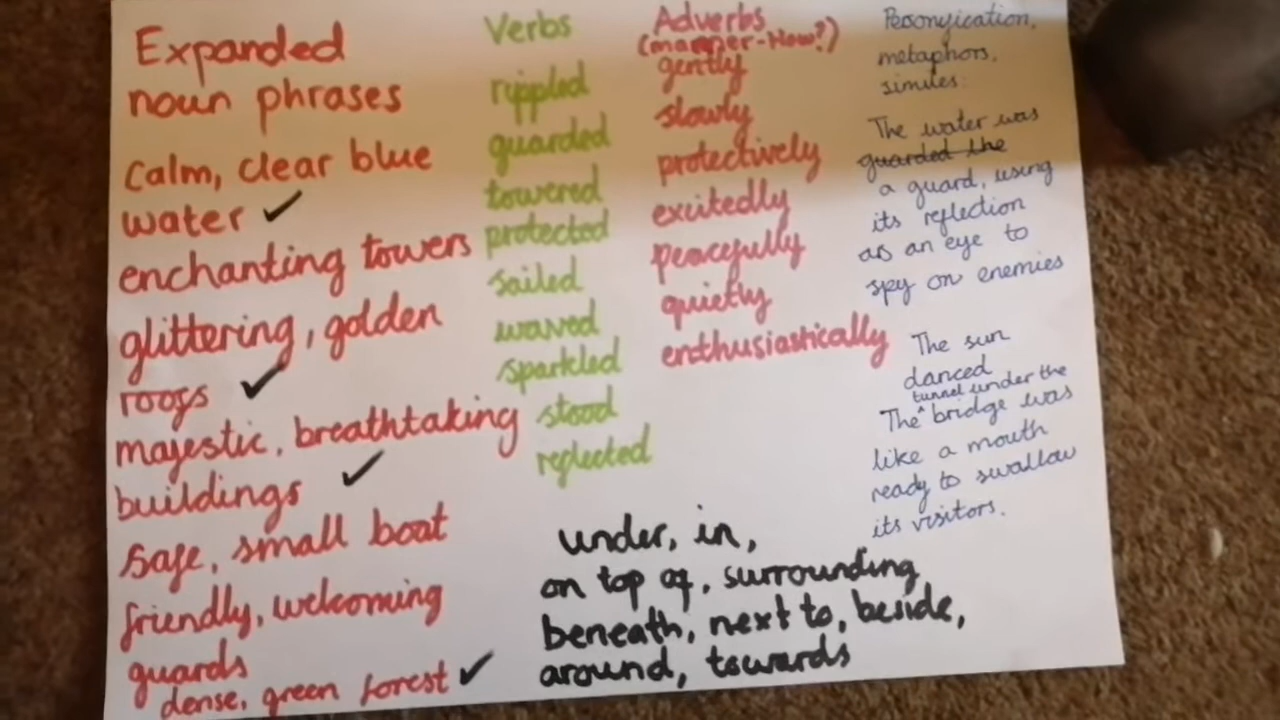 Expanded
noun phrases
calm, clear blue
water ✓
enchanting towers
glittering, golden
roofs ✓
majestic, breathtaking
buildings ✓
safe, small boat
friendly, welcoming
guards
dense, green forest ✓
Verbs
rippled
guarded
towered
protected
sailed
waved
sparkled
stood
reflected
Adverbs
(manner-How?)
gently
slowly
protectively
excitedly
peacefully
quietly
enthusiastically
Personification,
metaphors,
similes:
The water was
guarded the
a guard, using
its reflection
as an eye to
spy on enemies
The sun
danced
tunnel under the
The ^ bridge was
like a mouth
ready to swallow
its visitors.
under, in,
on top of, surrounding
beneath, next to, beside,
around, towards